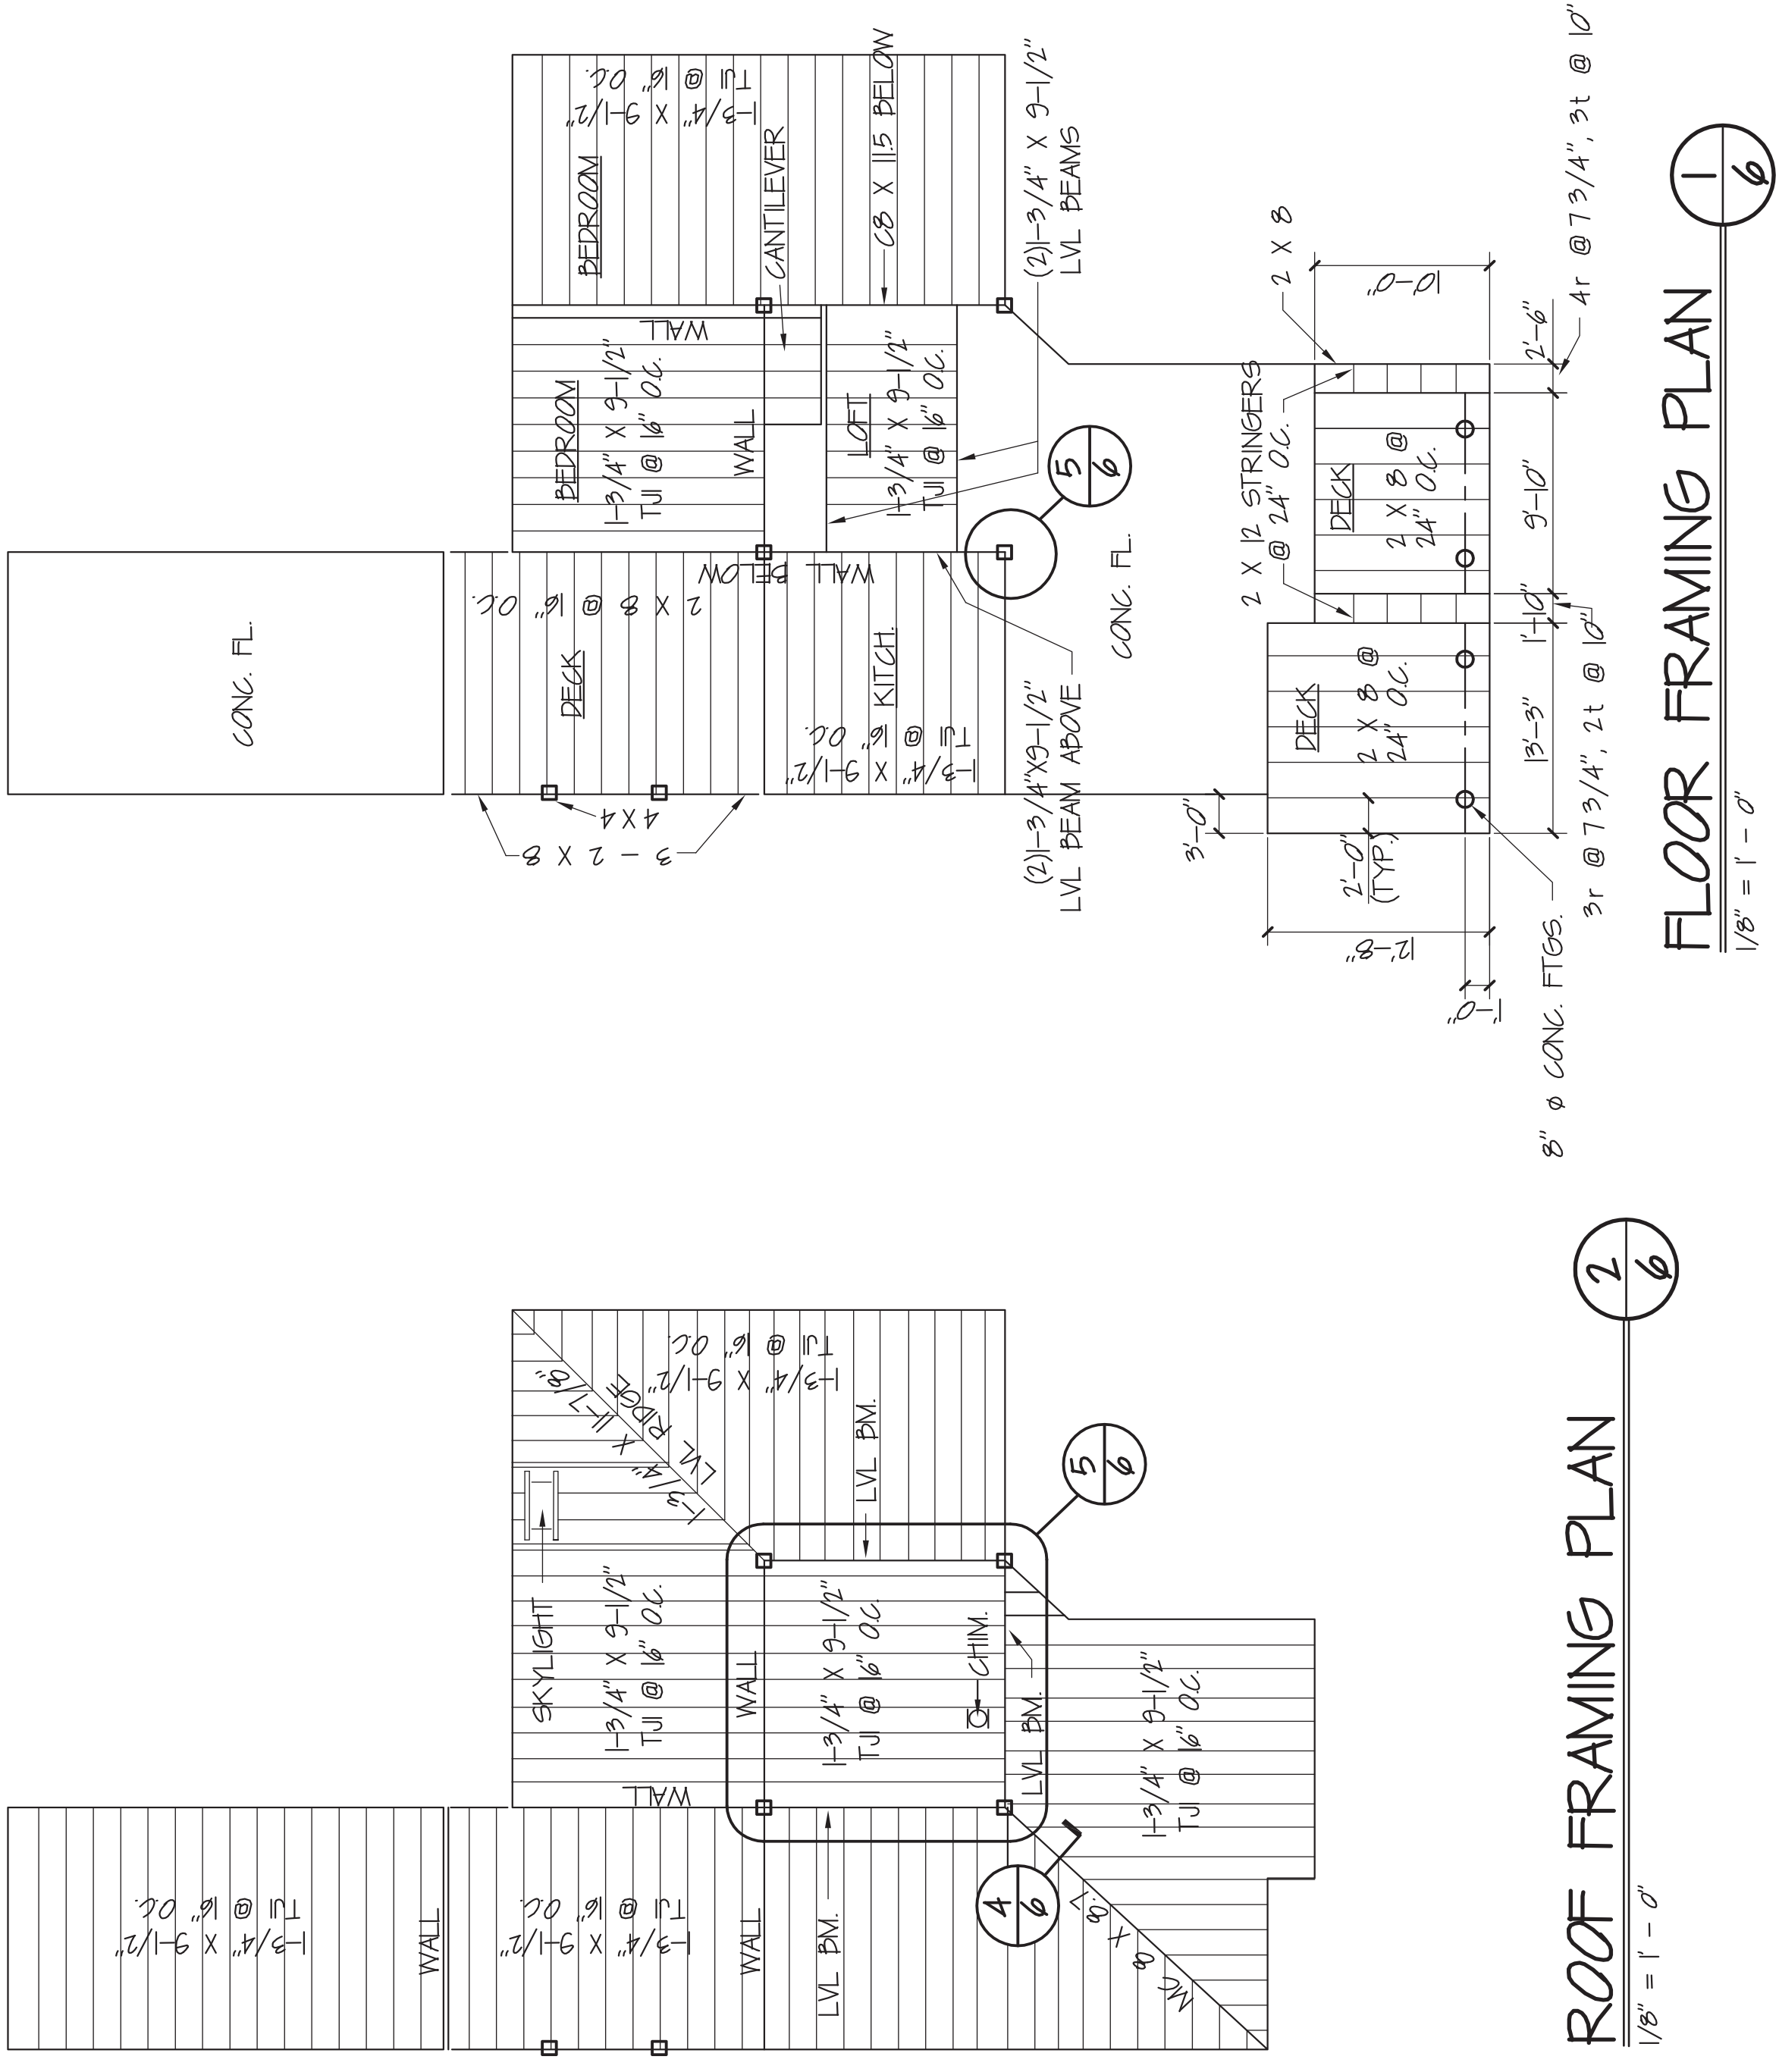 CONC. FL.
DECK
2 X 8 @ 16" O.C.
4X4
3 - 2 X 8
BEDROOM
1-3/4" X 9-1/2"
TJI @ 16" O.C.
WALL
WALL
BEDROOM
1-3/4" X 9-1/2"
TJI @ 16" O.C.
CANTILEVER
C8 X 11.5 BELOW
LOFT
1-3/4" X 9-1/2"
TJI @ 16" O.C.
WALL BELOW
KITCH.
1-3/4" X 9-1/2"
TJI @ 16" O.C.
(2)1-3/4" X 9-1/2"
LVL BEAMS
(2)1-3/4"X9-1/2"
LVL BEAM ABOVE
5
6
CONC. FL.
2 X 8
2 X 12 STRINGERS
@ 24" O.C.
DECK
2 X 8 @
24" O.C.
DECK
2 X 8 @
24" O.C.
3'-0"
2'-0"
(TYP.)
12'-8"
1'-0"
10'-0"
13'-3"
1'-10"
9'-10"
2'-6"
8" ø CONC. FTGS.
3r @ 7 3/4", 2t @ 10"
4r @ 7 3/4", 3t @ 10"
FLOOR FRAMING PLAN
1/8" = 1' - 0"
1
6
1-3/4" X 9-1/2"
TJI @ 16" O.C.
WALL
1-3/4" X 9-1/2"
TJI @ 16" O.C.
WALL
LVL BM.
WALL
SKYLIGHT
1-3/4" X 9-1/2"
TJI @ 16" O.C.
WALL
1-3/4" X 11-7/8"
LVL RDGE
1-3/4" X 9-1/2"
TJI @ 16" O.C.
LVL BM.
1-3/4" X 9-1/2"
TJI @ 16" O.C.
CHIM.
LVL BM.
5
6
4
6
MC 8 X 8.7
1-3/4" X 9-1/2"
TJI @ 16" O.C.
ROOF FRAMING PLAN
1/8" = 1' - 0"
2
6